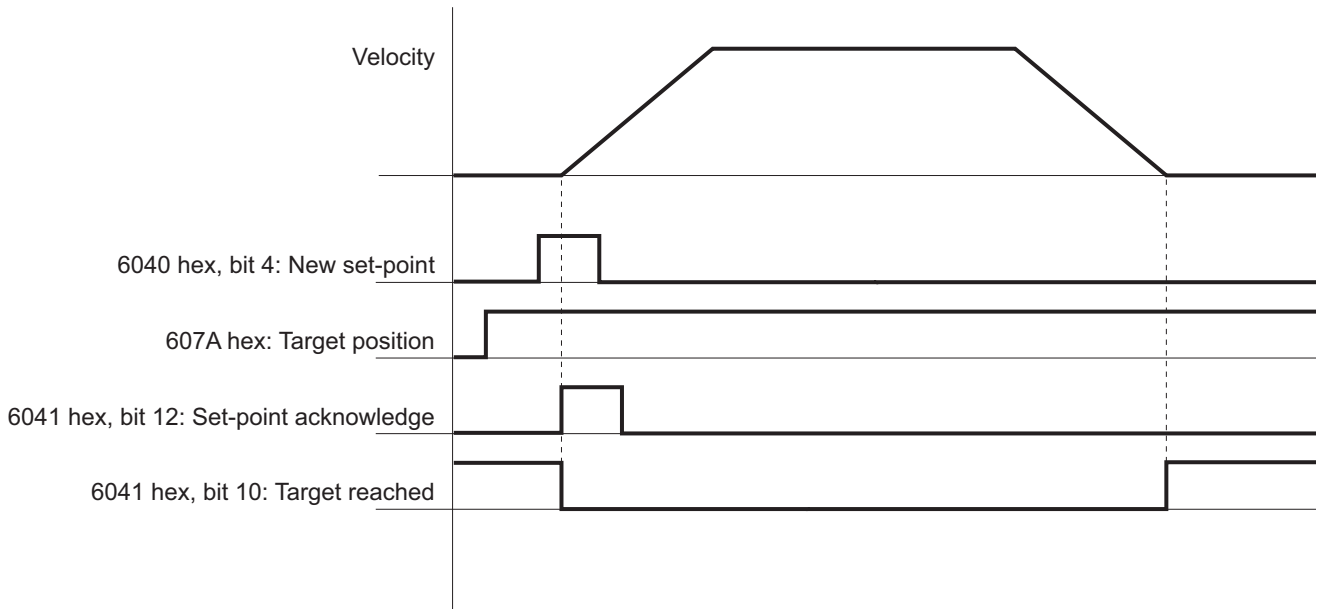 Velocity
6040 hex, bit 4: New set-point
607A hex: Target position
6041 hex, bit 12: Set-point acknowledge
6041 hex, bit 10: Target reached